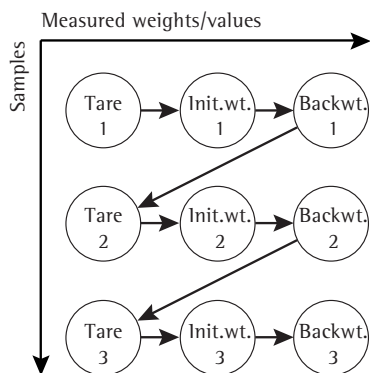 Measured weights/values
Samples
Tare
1
Init.wt.
1
Backwt.
1
Tare
2
Init.wt.
2
Backwt.
2
Tare
3
Init.wt.
3
Backwt.
3